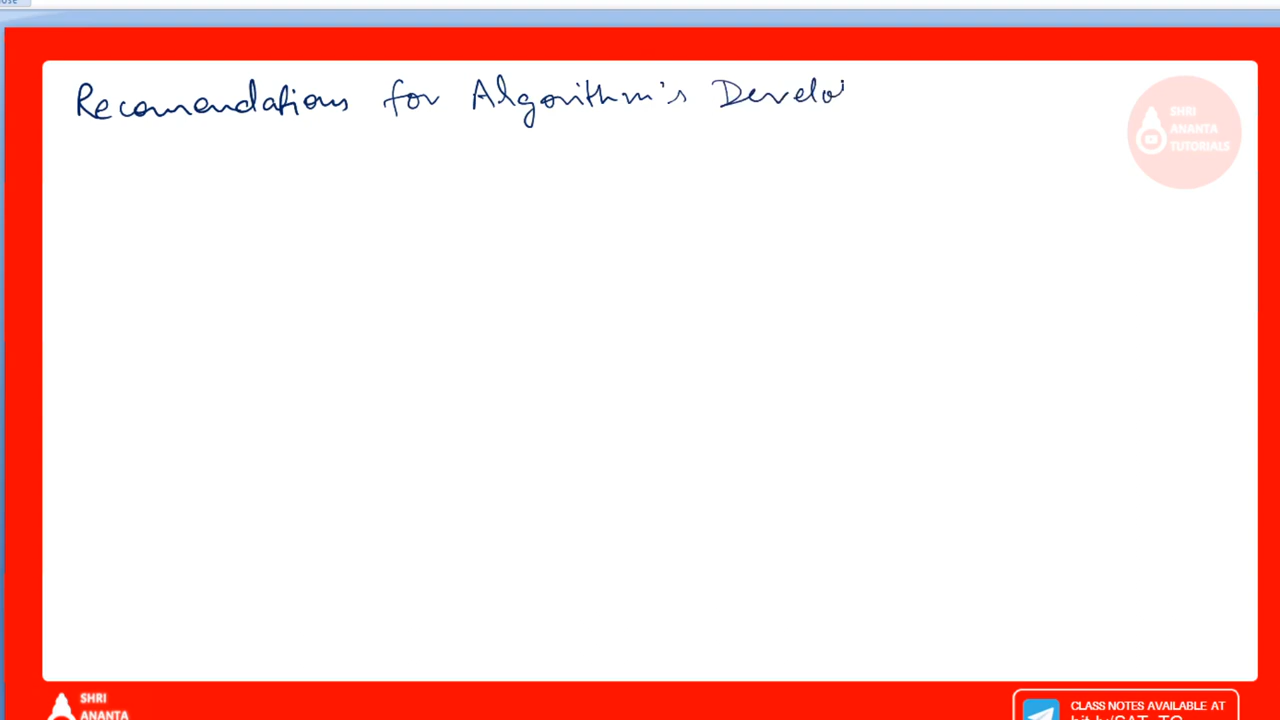 Recomendations for Algorithm's Develo
SHRI
ANANTA
TUTORIALS
SHRI
ANANTA
CLASS NOTES AVAILABLE AT